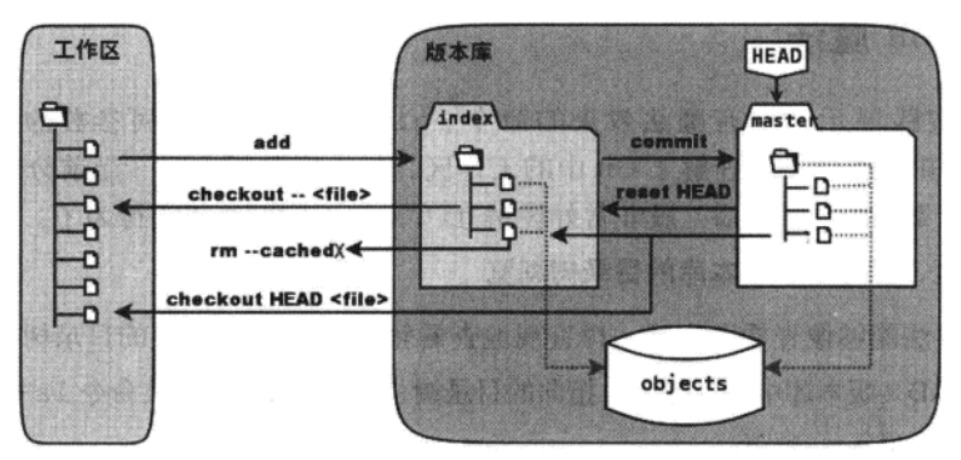 工作区
版本库
HEAD
index
master
add
commit
checkout -- <file>
reset HEAD
rm --cached
checkout HEAD <file>
objects